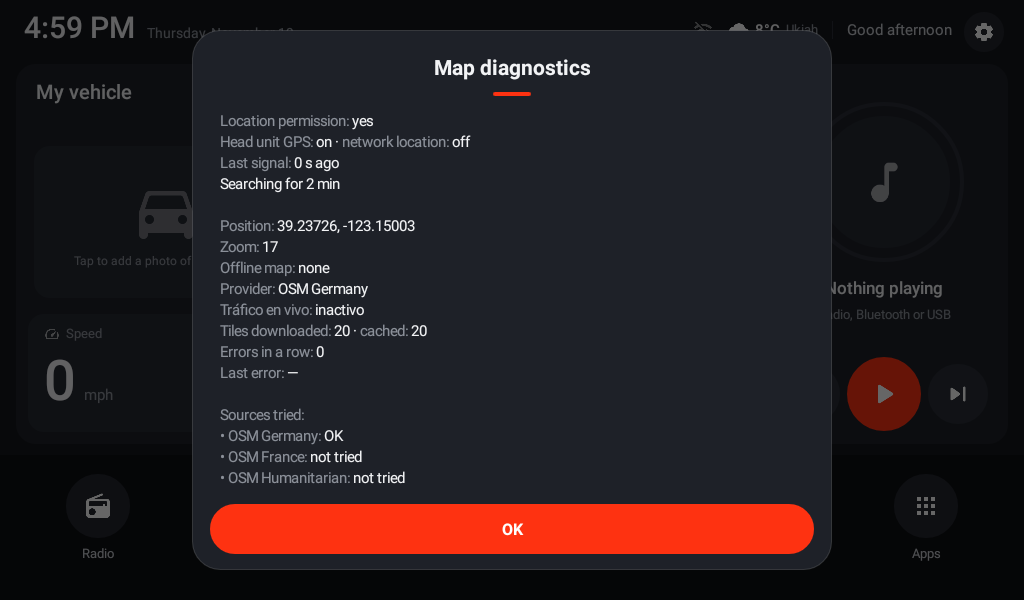 4:59 PM
8°C Ukiah
Good afternoon
My vehicle
Tap to add a photo of
Speed
0 mph
Map diagnostics
Location permission: yes
Head unit GPS: on · network location: off
Last signal: 0 s ago
Searching for 2 min
Position: 39.23726, -123.15003
Zoom: 17
Offline map: none
Provider: OSM Germany
Tráfico en vivo: inactivo
Tiles downloaded: 20 · cached: 20
Errors in a row: 0
Last error: —
Sources tried:
• OSM Germany: OK
• OSM France: not tried
• OSM Humanitarian: not tried
OK
Nothing playing
Bluetooth or USB
Radio
Apps